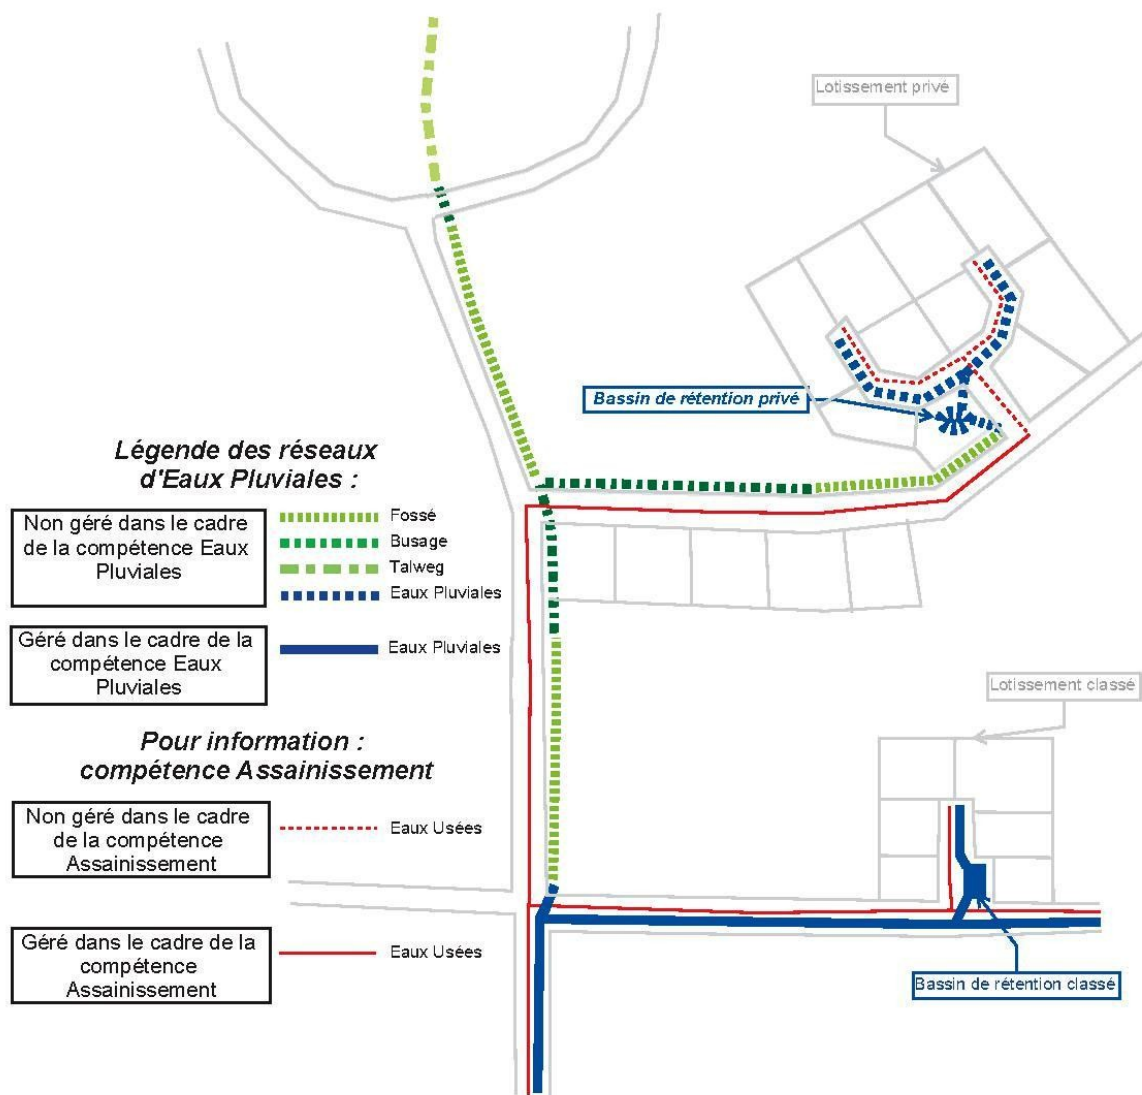 Lotissement privé
Bassin de rétention privé
Légende des réseaux
d'Eaux Pluviales :
Non géré dans le cadre
de la compétence Eaux
Pluviales
Fossé
Busage
Talweg
Eaux Pluviales
Géré dans le cadre de la
compétence Eaux
Pluviales
Eaux Pluviales
Lotissement classé
Pour information :
compétence Assainissement
Non géré dans le cadre
de la compétence
Assainissement
Eaux Usées
Géré dans le cadre de la
compétence
Assainissement
Eaux Usées
Bassin de rétention classé